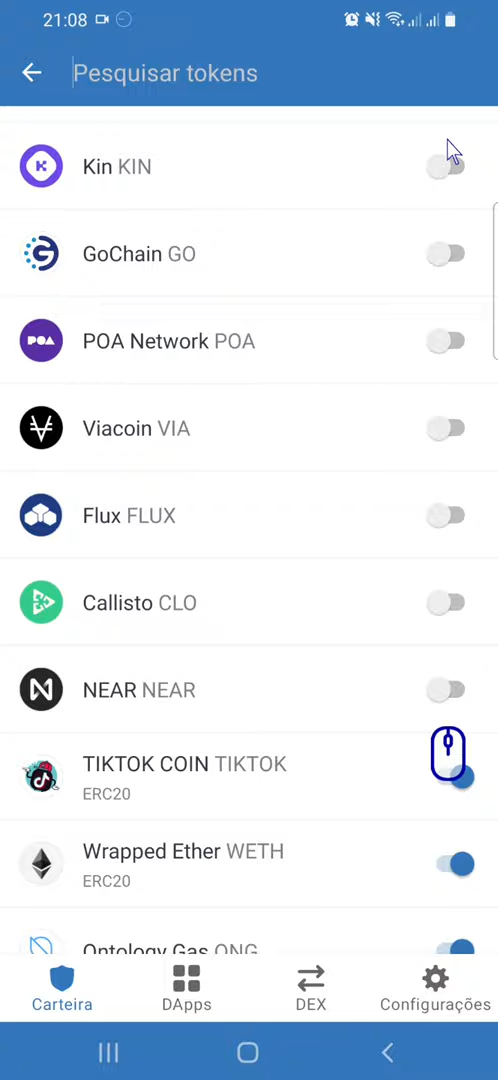 21:08
Pesquisar tokens
Kin KIN
GoChain GO
POA Network POA
POA
Viacoin VIA
Flux FLUX
Callisto CLO
NEAR NEAR
TIKTOK COIN TIKTOK
ERC20
Wrapped Ether WETH
ERC20
Ontology Gas ONG
Carteira
DApps
DEX
Configurações